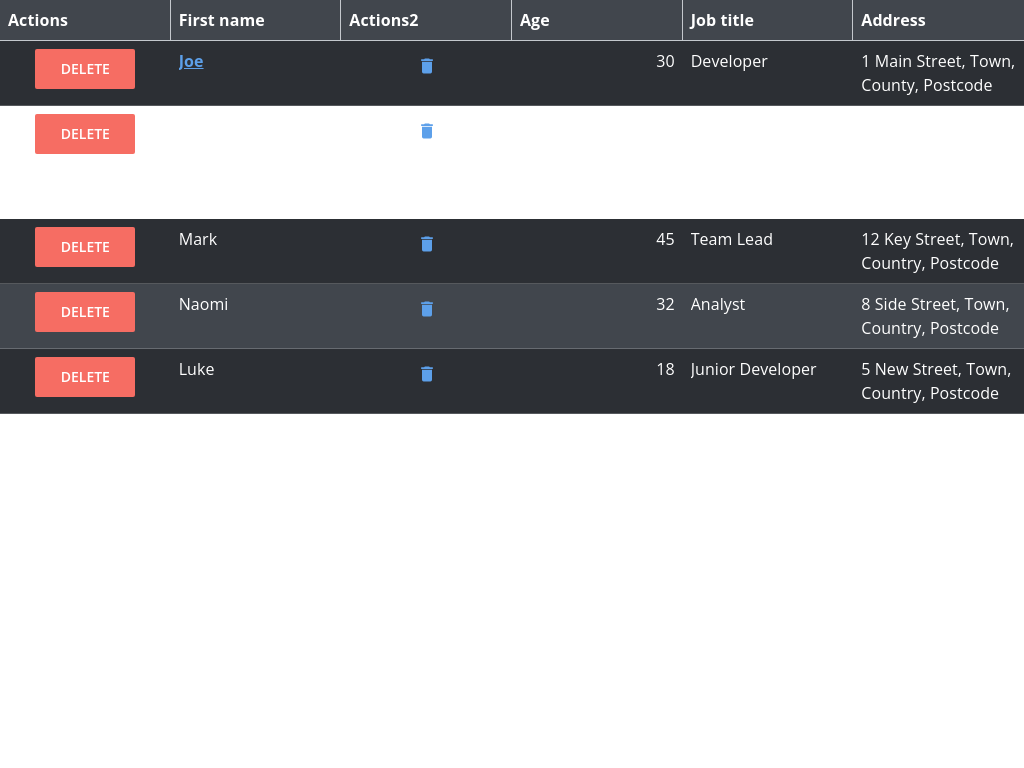 Actions First name Actions2 Age Job title Address
DELETE Joe 30 Developer 1 Main Street, Town,
County, Postcode
DELETE
DELETE Mark 45 Team Lead 12 Key Street, Town,
Country, Postcode
DELETE Naomi 32 Analyst 8 Side Street, Town,
Country, Postcode
DELETE Luke 18 Junior Developer 5 New Street, Town,
Country, Postcode